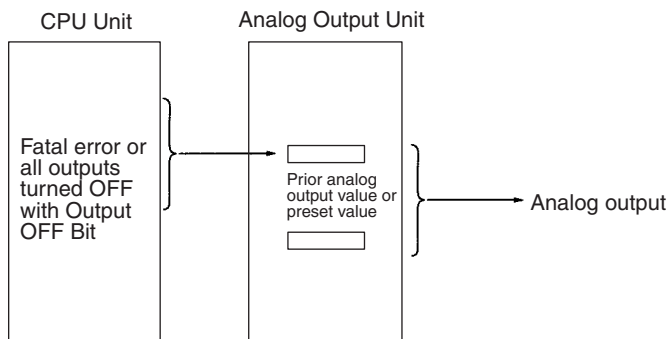 CPU Unit
Analog Output Unit
Fatal error or
all outputs
turned OFF
with Output
OFF Bit
Prior analog
output value or
preset value
Analog output